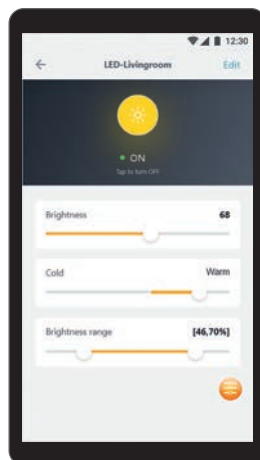 12:30
LED-Livingroom Edit
ON
Tap to turn OFF
Brightness 68
Cold Warm
Brightness range [46,70%]